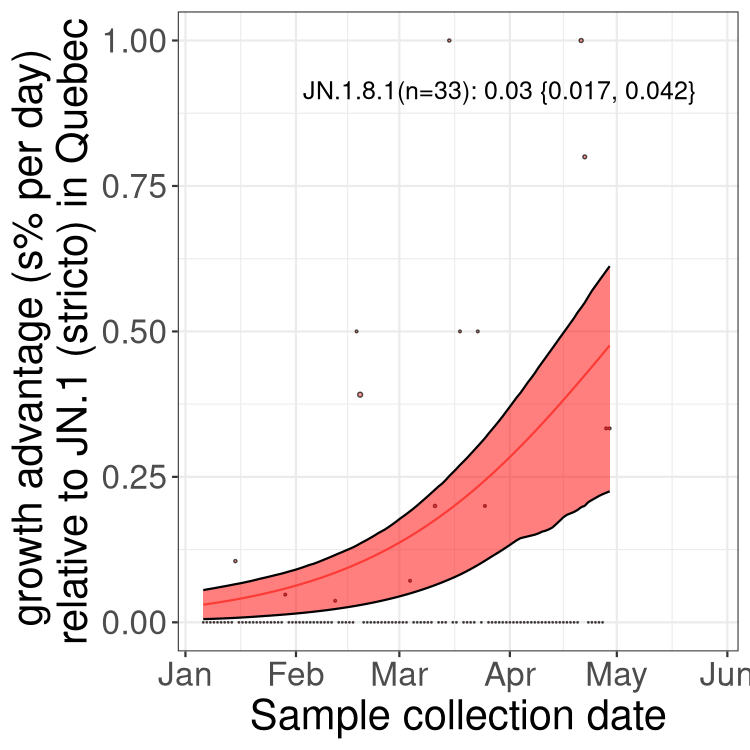 growth advantage (s% per day)
relative to JN.1 (stricto) in Quebec
1.00
0.75
0.50
0.25
0.00
JN.1.8.1(n=33): 0.03 {0.017, 0.042}
Jan Feb Mar Apr May Jun
Sample collection date